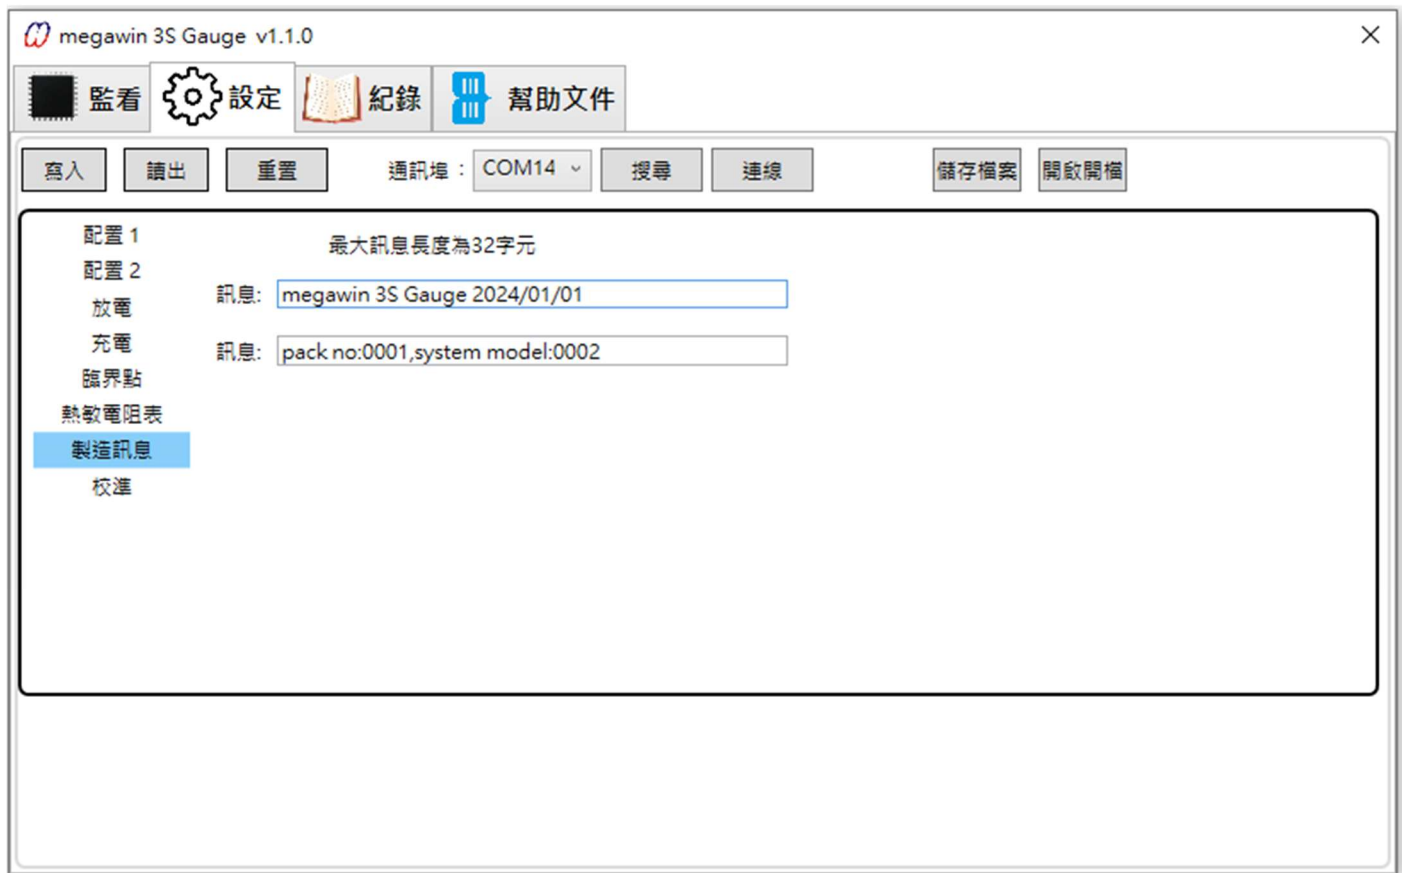 megawin 3S Gauge v1.1.0
監看 設定 紀錄 幫助文件
寫入 讀出 重置 通訊埠： COM14 搜尋 連線 儲存檔案 開啟開檔
配置 1
配置 2
放電
充電
臨界點
熱敏電阻表
製造訊息
校準
最大訊息長度為32字元
訊息: megawin 3S Gauge 2024/01/01
訊息: pack no:0001,system model:0002